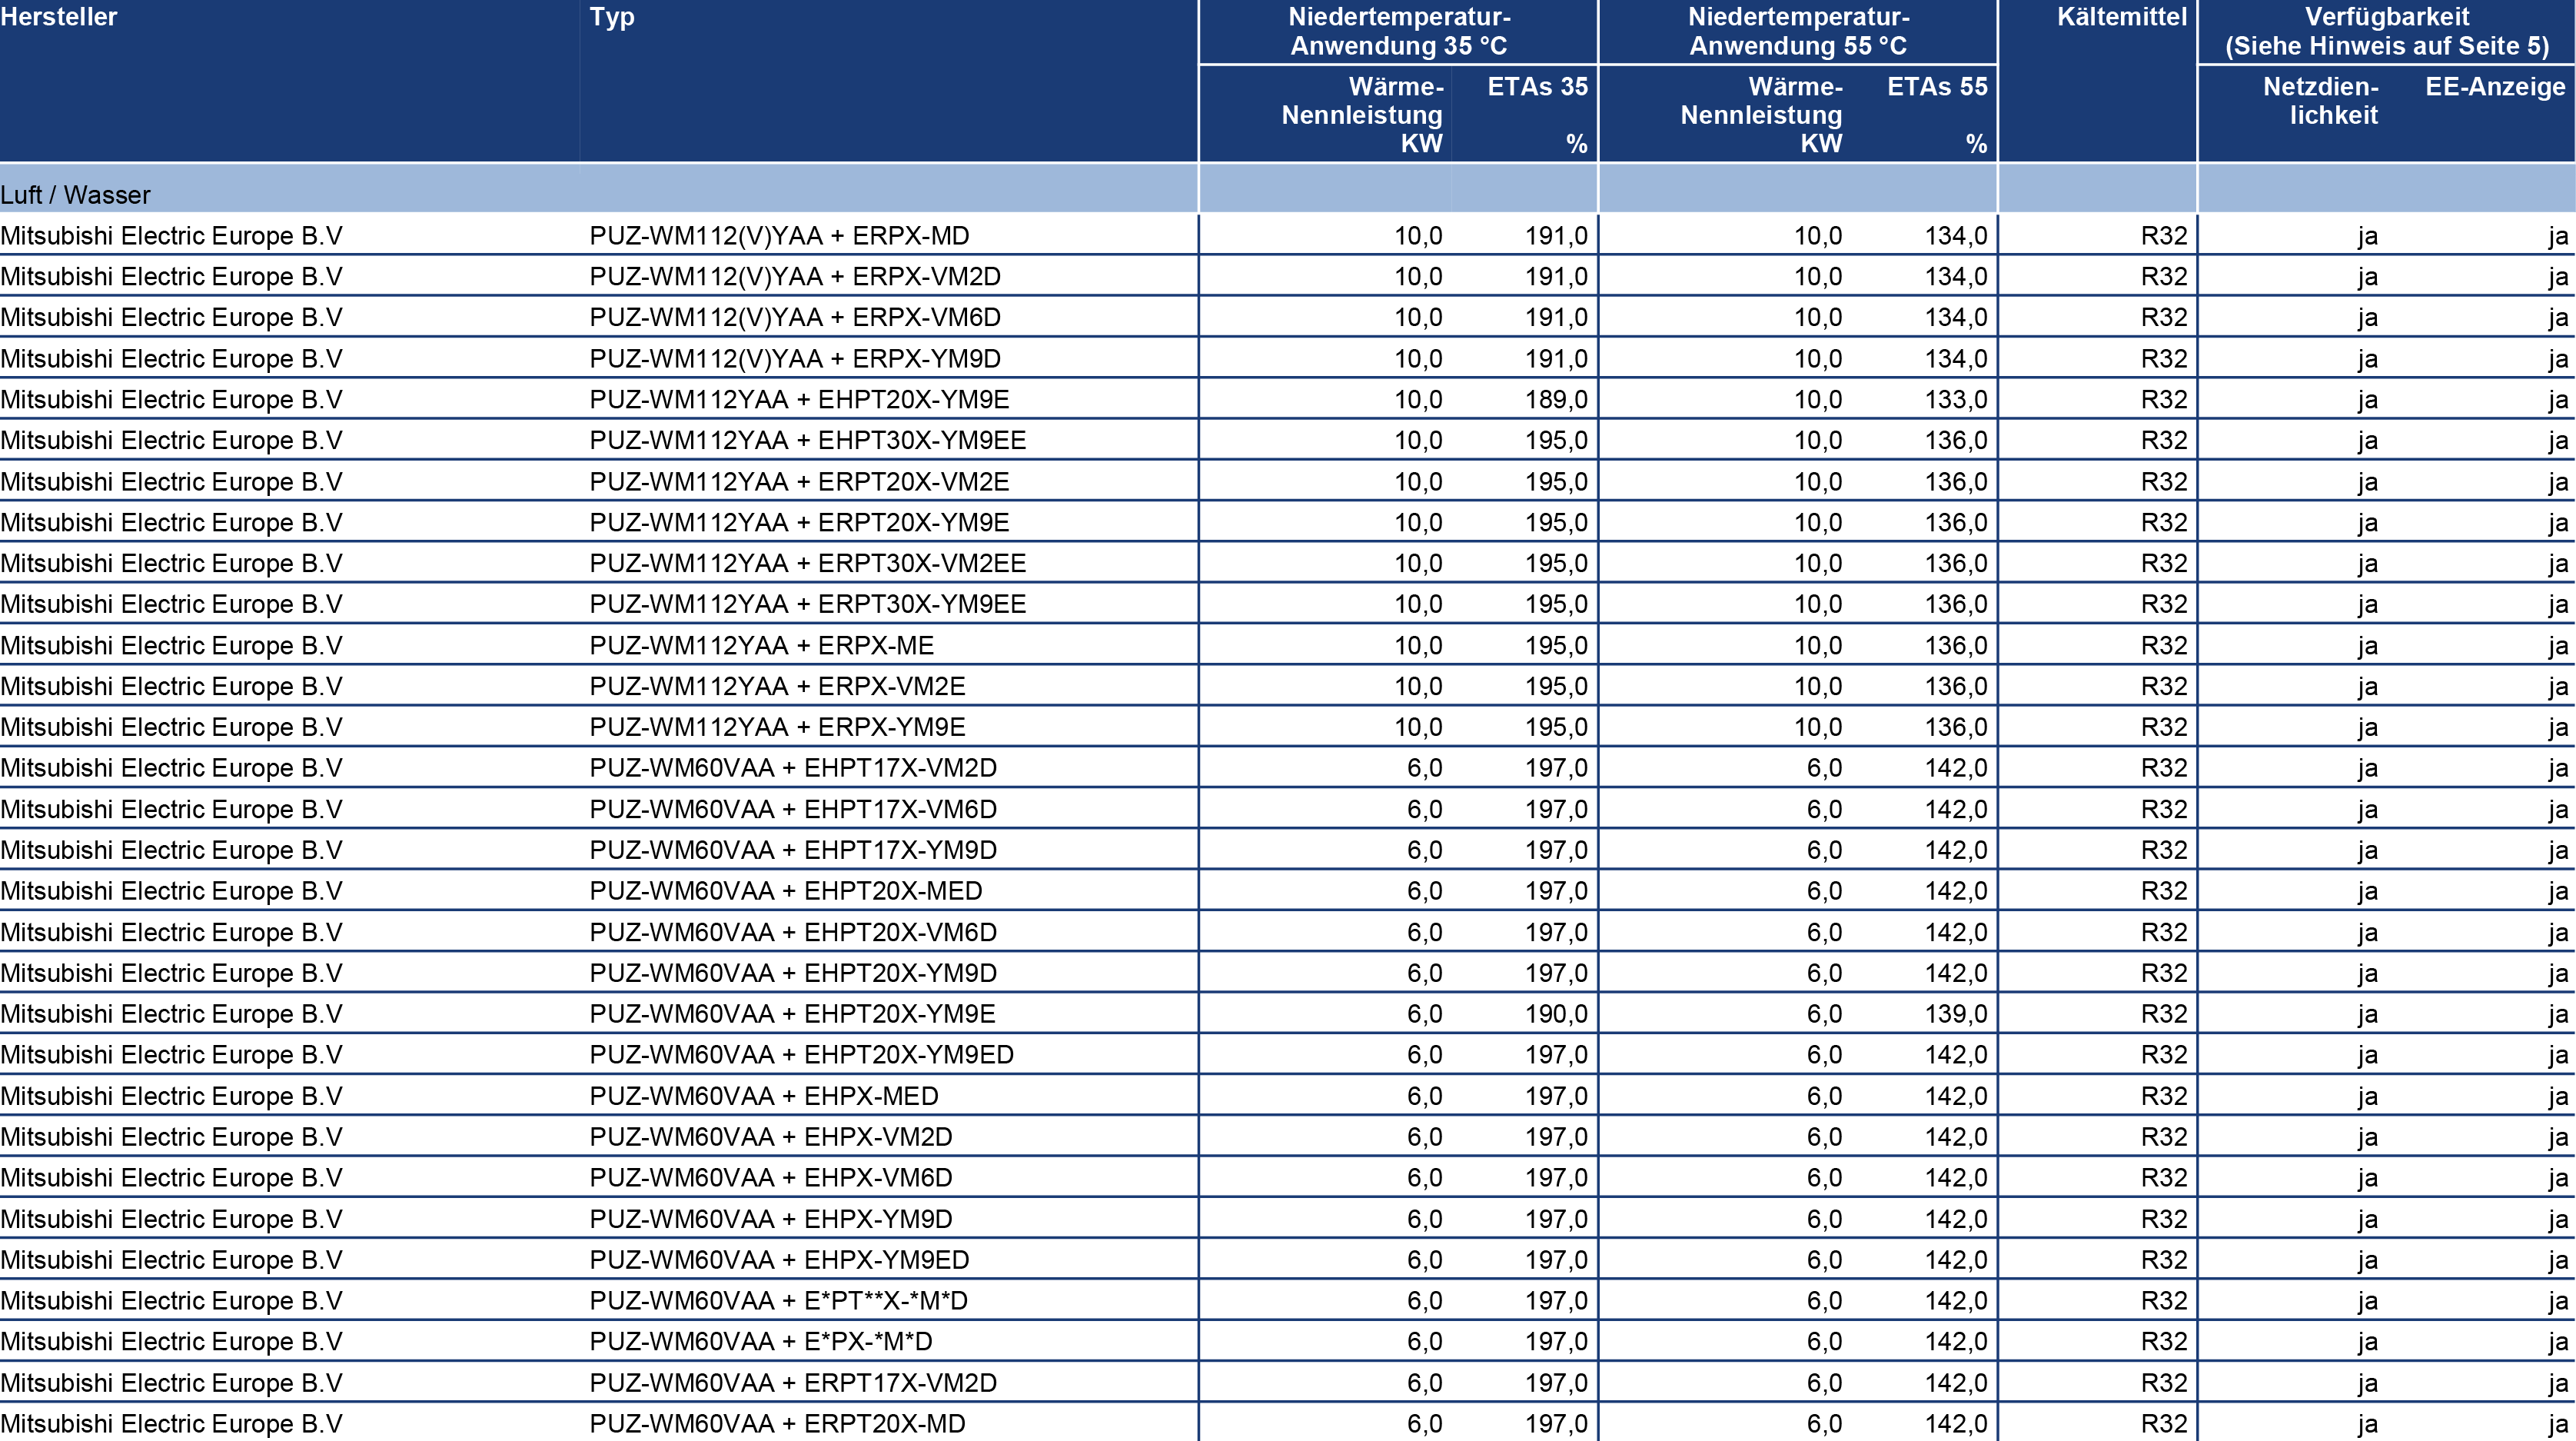 Hersteller Typ Niedertemperatur- Niedertemperatur- Kältemittel Verfügbarkeit
Anwendung 35 °C Anwendung 55 °C (Siehe Hinweis auf Seite 5)
Wärme- ETAs 35 Wärme- ETAs 55 Netzdien- EE-Anzeige
Nennleistung Nennleistung lichkeit
KW % KW %
Luft / Wasser
Mitsubishi Electric Europe B.V PUZ-WM112(V)YAA + ERPX-MD 10,0 191,0 10,0 134,0 R32 ja ja
Mitsubishi Electric Europe B.V PUZ-WM112(V)YAA + ERPX-VM2D 10,0 191,0 10,0 134,0 R32 ja ja
Mitsubishi Electric Europe B.V PUZ-WM112(V)YAA + ERPX-VM6D 10,0 191,0 10,0 134,0 R32 ja ja
Mitsubishi Electric Europe B.V PUZ-WM112(V)YAA + ERPX-YM9D 10,0 191,0 10,0 134,0 R32 ja ja
Mitsubishi Electric Europe B.V PUZ-WM112YAA + EHPT20X-YM9E 10,0 189,0 10,0 133,0 R32 ja ja
Mitsubishi Electric Europe B.V PUZ-WM112YAA + EHPT30X-YM9EE 10,0 195,0 10,0 136,0 R32 ja ja
Mitsubishi Electric Europe B.V PUZ-WM112YAA + ERPT20X-VM2E 10,0 195,0 10,0 136,0 R32 ja ja
Mitsubishi Electric Europe B.V PUZ-WM112YAA + ERPT20X-YM9E 10,0 195,0 10,0 136,0 R32 ja ja
Mitsubishi Electric Europe B.V PUZ-WM112YAA + ERPT30X-VM2EE 10,0 195,0 10,0 136,0 R32 ja ja
Mitsubishi Electric Europe B.V PUZ-WM112YAA + ERPT30X-YM9EE 10,0 195,0 10,0 136,0 R32 ja ja
Mitsubishi Electric Europe B.V PUZ-WM112YAA + ERPX-ME 10,0 195,0 10,0 136,0 R32 ja ja
Mitsubishi Electric Europe B.V PUZ-WM112YAA + ERPX-VM2E 10,0 195,0 10,0 136,0 R32 ja ja
Mitsubishi Electric Europe B.V PUZ-WM112YAA + ERPX-YM9E 10,0 195,0 10,0 136,0 R32 ja ja
Mitsubishi Electric Europe B.V PUZ-WM60VAA + EHPT17X-VM2D 6,0 197,0 6,0 142,0 R32 ja ja
Mitsubishi Electric Europe B.V PUZ-WM60VAA + EHPT17X-VM6D 6,0 197,0 6,0 142,0 R32 ja ja
Mitsubishi Electric Europe B.V PUZ-WM60VAA + EHPT17X-YM9D 6,0 197,0 6,0 142,0 R32 ja ja
Mitsubishi Electric Europe B.V PUZ-WM60VAA + EHPT20X-MED 6,0 197,0 6,0 142,0 R32 ja ja
Mitsubishi Electric Europe B.V PUZ-WM60VAA + EHPT20X-VM6D 6,0 197,0 6,0 142,0 R32 ja ja
Mitsubishi Electric Europe B.V PUZ-WM60VAA + EHPT20X-YM9D 6,0 197,0 6,0 142,0 R32 ja ja
Mitsubishi Electric Europe B.V PUZ-WM60VAA + EHPT20X-YM9E 6,0 190,0 6,0 139,0 R32 ja ja
Mitsubishi Electric Europe B.V PUZ-WM60VAA + EHPT20X-YM9ED 6,0 197,0 6,0 142,0 R32 ja ja
Mitsubishi Electric Europe B.V PUZ-WM60VAA + EHPX-MED 6,0 197,0 6,0 142,0 R32 ja ja
Mitsubishi Electric Europe B.V PUZ-WM60VAA + EHPX-VM2D 6,0 197,0 6,0 142,0 R32 ja ja
Mitsubishi Electric Europe B.V PUZ-WM60VAA + EHPX-VM6D 6,0 197,0 6,0 142,0 R32 ja ja
Mitsubishi Electric Europe B.V PUZ-WM60VAA + EHPX-YM9D 6,0 197,0 6,0 142,0 R32 ja ja
Mitsubishi Electric Europe B.V PUZ-WM60VAA + EHPX-YM9ED 6,0 197,0 6,0 142,0 R32 ja ja
Mitsubishi Electric Europe B.V PUZ-WM60VAA + E*PT**X-*M*D 6,0 197,0 6,0 142,0 R32 ja ja
Mitsubishi Electric Europe B.V PUZ-WM60VAA + E*PX-*M*D 6,0 197,0 6,0 142,0 R32 ja ja
Mitsubishi Electric Europe B.V PUZ-WM60VAA + ERPT17X-VM2D 6,0 197,0 6,0 142,0 R32 ja ja
Mitsubishi Electric Europe B.V PUZ-WM60VAA + ERPT20X-MD 6,0 197,0 6,0 142,0 R32 ja ja